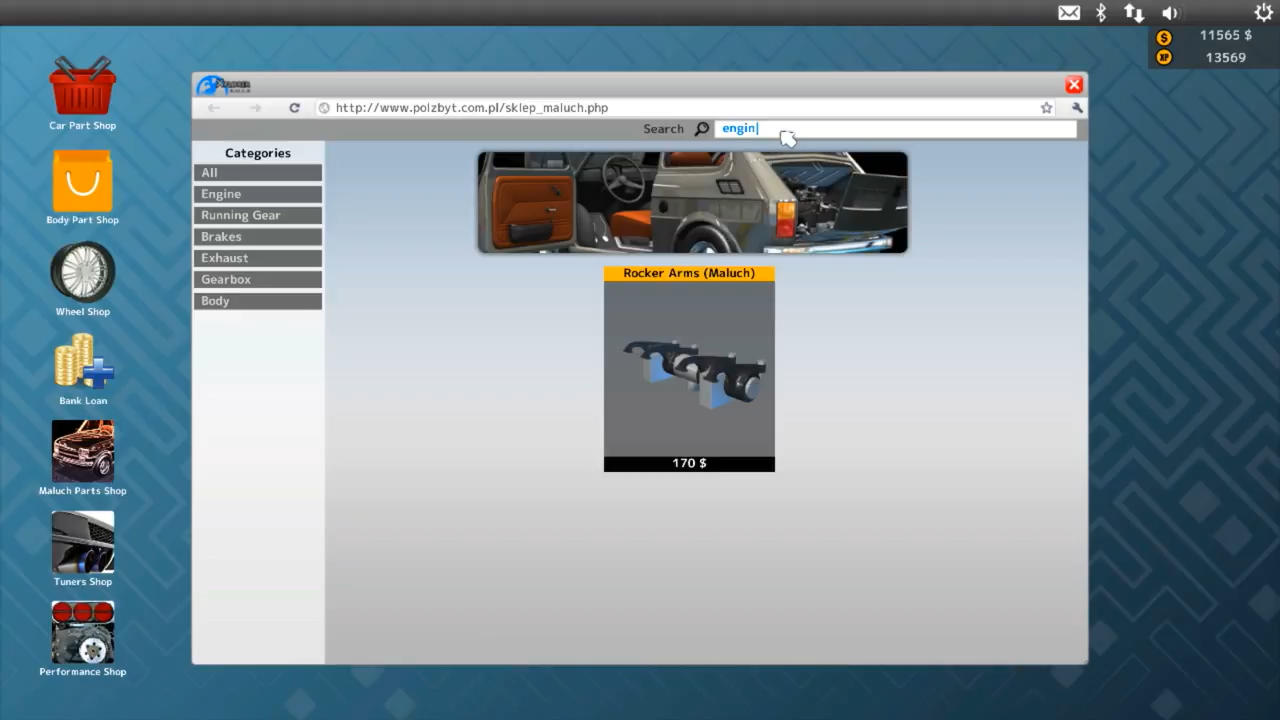 11565 $
13569
Car Part Shop
Body Part Shop
Wheel Shop
Bank Loan
Maluch Parts Shop
Tuners Shop
Performance Shop
http://www.polzbyt.com.pl/sklep_maluch.php
Search
engin
Categories
All
Engine
Running Gear
Brakes
Exhaust
Gearbox
Body
Rocker Arms (Maluch)
170 $